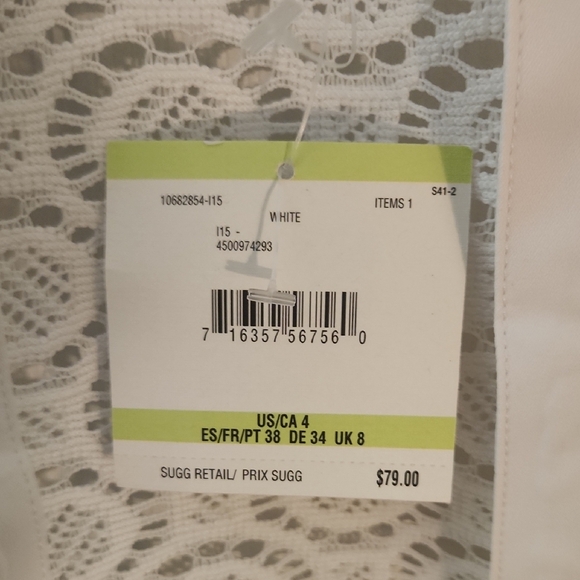 S41-2
10682854-I15 ITEMS 1
WHITE
I15 -
4500974293
7 16357 56756 0
US/CA 4
ES/FR/PT 38 DE 34 UK 8
SUGG RETAIL/ PRIX SUGG $79.00